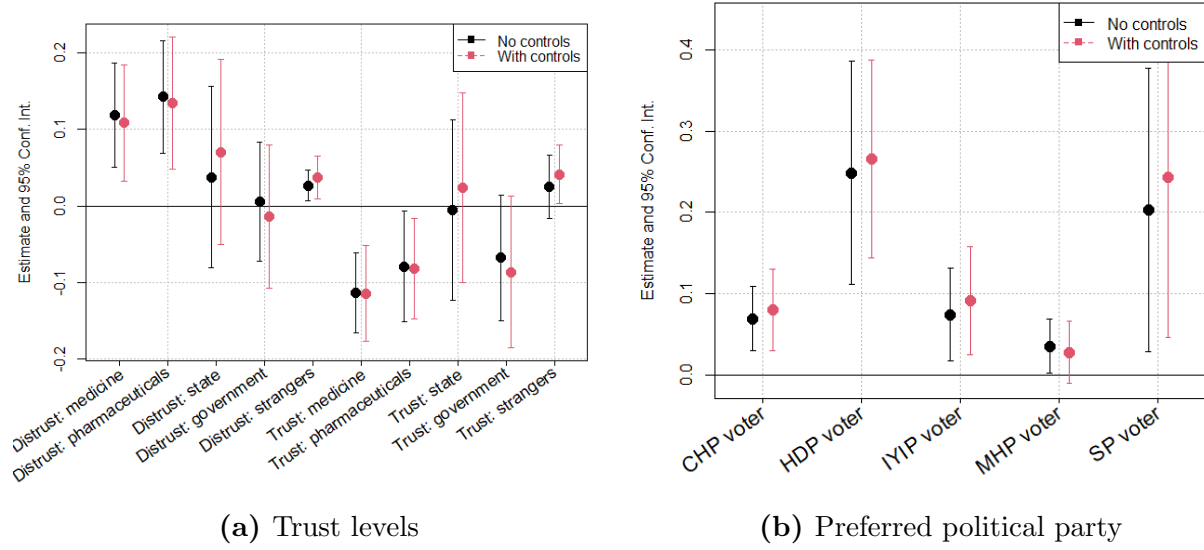 Estimate and 95% Conf. Int.
0.2
0.1
0.0
-0.1
-0.2
No controls
With controls
Distrust: medicine
Distrust: pharmaceuticals
Distrust: state
Distrust: government
Distrust: strangers
Trust: medicine
Trust: pharmaceuticals
Trust: state
Trust: government
Trust: strangers
(a) Trust levels
Estimate and 95% Conf. Int.
0.4
0.3
0.2
0.1
0.0
No controls
With controls
CHP voter
HDP voter
IYIP voter
MHP voter
SP voter
(b) Preferred political party